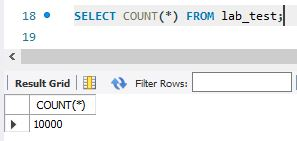 18 SELECT COUNT(*) FROM lab_test;
19
Result Grid Filter Rows:
COUNT(*)
10000